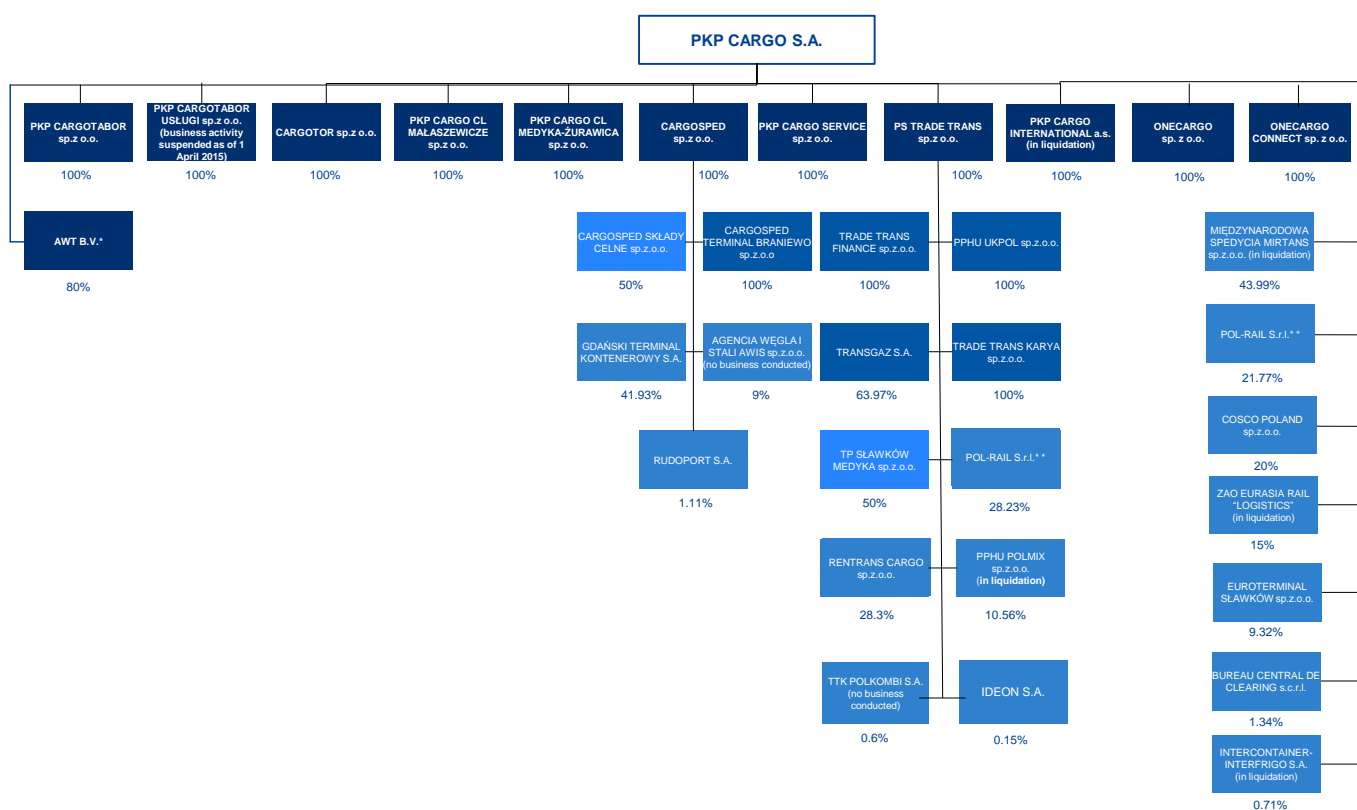 PKP CARGO S.A.
PKP CARGOTABOR
sp.z o.o.
100%
PKP CARGOTABOR
USŁUGI sp.z o.o.
(business activity
suspended as of 1
April 2015)
100%
CARGOTOR sp.z o.o.
100%
PKP CARGO CL
MAŁASZEWICZE
sp.z o.o.
100%
PKP CARGO CL
MEDYKA-ŻURAWICA
sp.z o.o.
100%
CARGOSPED
sp.z o.o.
100%
PKP CARGO SERVICE
sp.z o.o.
100%
PS TRADE TRANS
sp.z o.o.
100%
PKP CARGO
INTERNATIONAL a.s.
(in liquidation)
100%
ONECARGO
sp. z o.o.
100%
ONECARGO
CONNECT sp. z o.o.
100%
AWT B.V.*
80%
CARGOSPED SKŁADY
CELNE sp.z.o.o.
50%
CARGOSPED
TERMINAL BRANIEWO
sp.z.o.o
100%
TRADE TRANS
FINANCE sp.z.o.o.
100%
PPHU UKPOL sp.z.o.o.
100%
MIĘDZYNARODOWA
SPEDYCIA MIRTANS
sp.z.o.o. (in liquidation)
43.99%
GDAŃSKI TERMINAL
KONTENEROWY S.A.
41.93%
AGENCIA WĘGLA I
STALI AWIS sp.z.o.o.
(no business conducted)
9%
TRANSGAZ S.A.
63.97%
TRADE TRANS KARYA
sp.z.o.o.
100%
POL-RAIL S.r.l.* *
21.77%
RUDOPORT S.A.
1.11%
TP SŁAWKÓW
MEDYKA sp.z.o.o.
50%
POL-RAIL S.r.l.* *
28.23%
COSCO POLAND
sp.z.o.o.
20%
ZAO EURASIA RAIL
“LOGISTICS”
(in liquidation)
15%
RENTRANS CARGO
sp.z.o.o.
28.3%
PPHU POLMIX
sp.z.o.o.
(in liquidation)
10.56%
EUROTERMINAL
SŁAWKÓW sp.z.o.o.
9.32%
TTK POLKOMBI S.A.
(no business
conducted)
0.6%
IDEON S.A.
0.15%
BUREAU CENTRAL DE
CLEARING s.c.r.l.
1.34%
INTERCONTAINER-
INTERFRIGO S.A.
(in liquidation)
0.71%